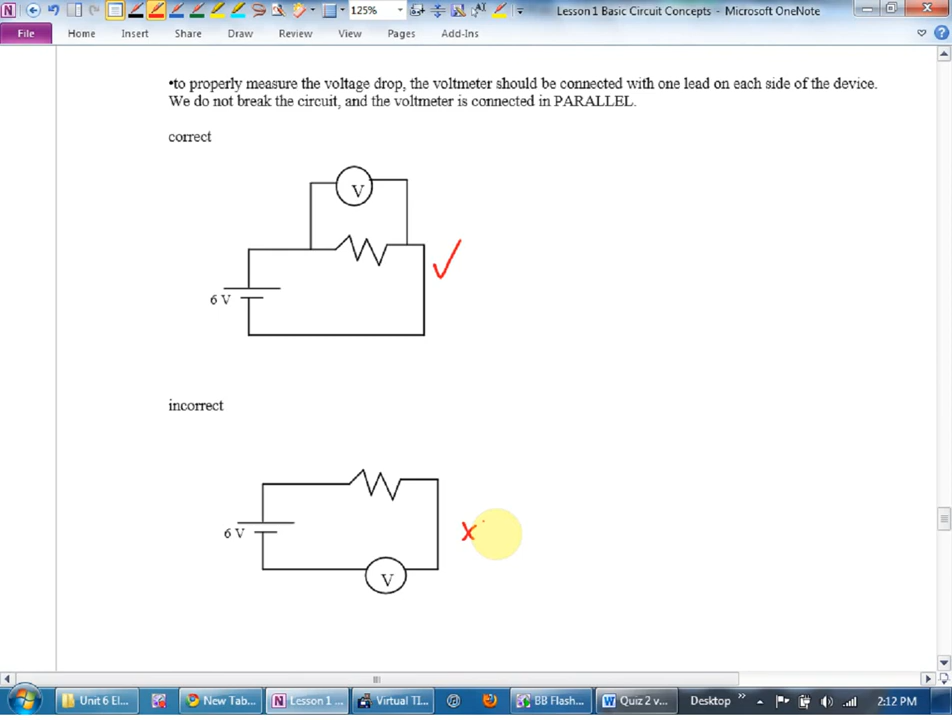 125%
Lesson 1 Basic Circuit Concepts - Microsoft OneNote
File Home Insert Share Draw Review View Pages Add-Ins
•to properly measure the voltage drop, the voltmeter should be connected with one lead on each side of the device.
We do not break the circuit, and the voltmeter is connected in PARALLEL.
correct
V
6 V
incorrect
6 V
X
V
Unit 6 El... New Tab... Lesson 1 ... Virtual TI... BB Flash... Quiz 2 v... Desktop » 2:12 PM